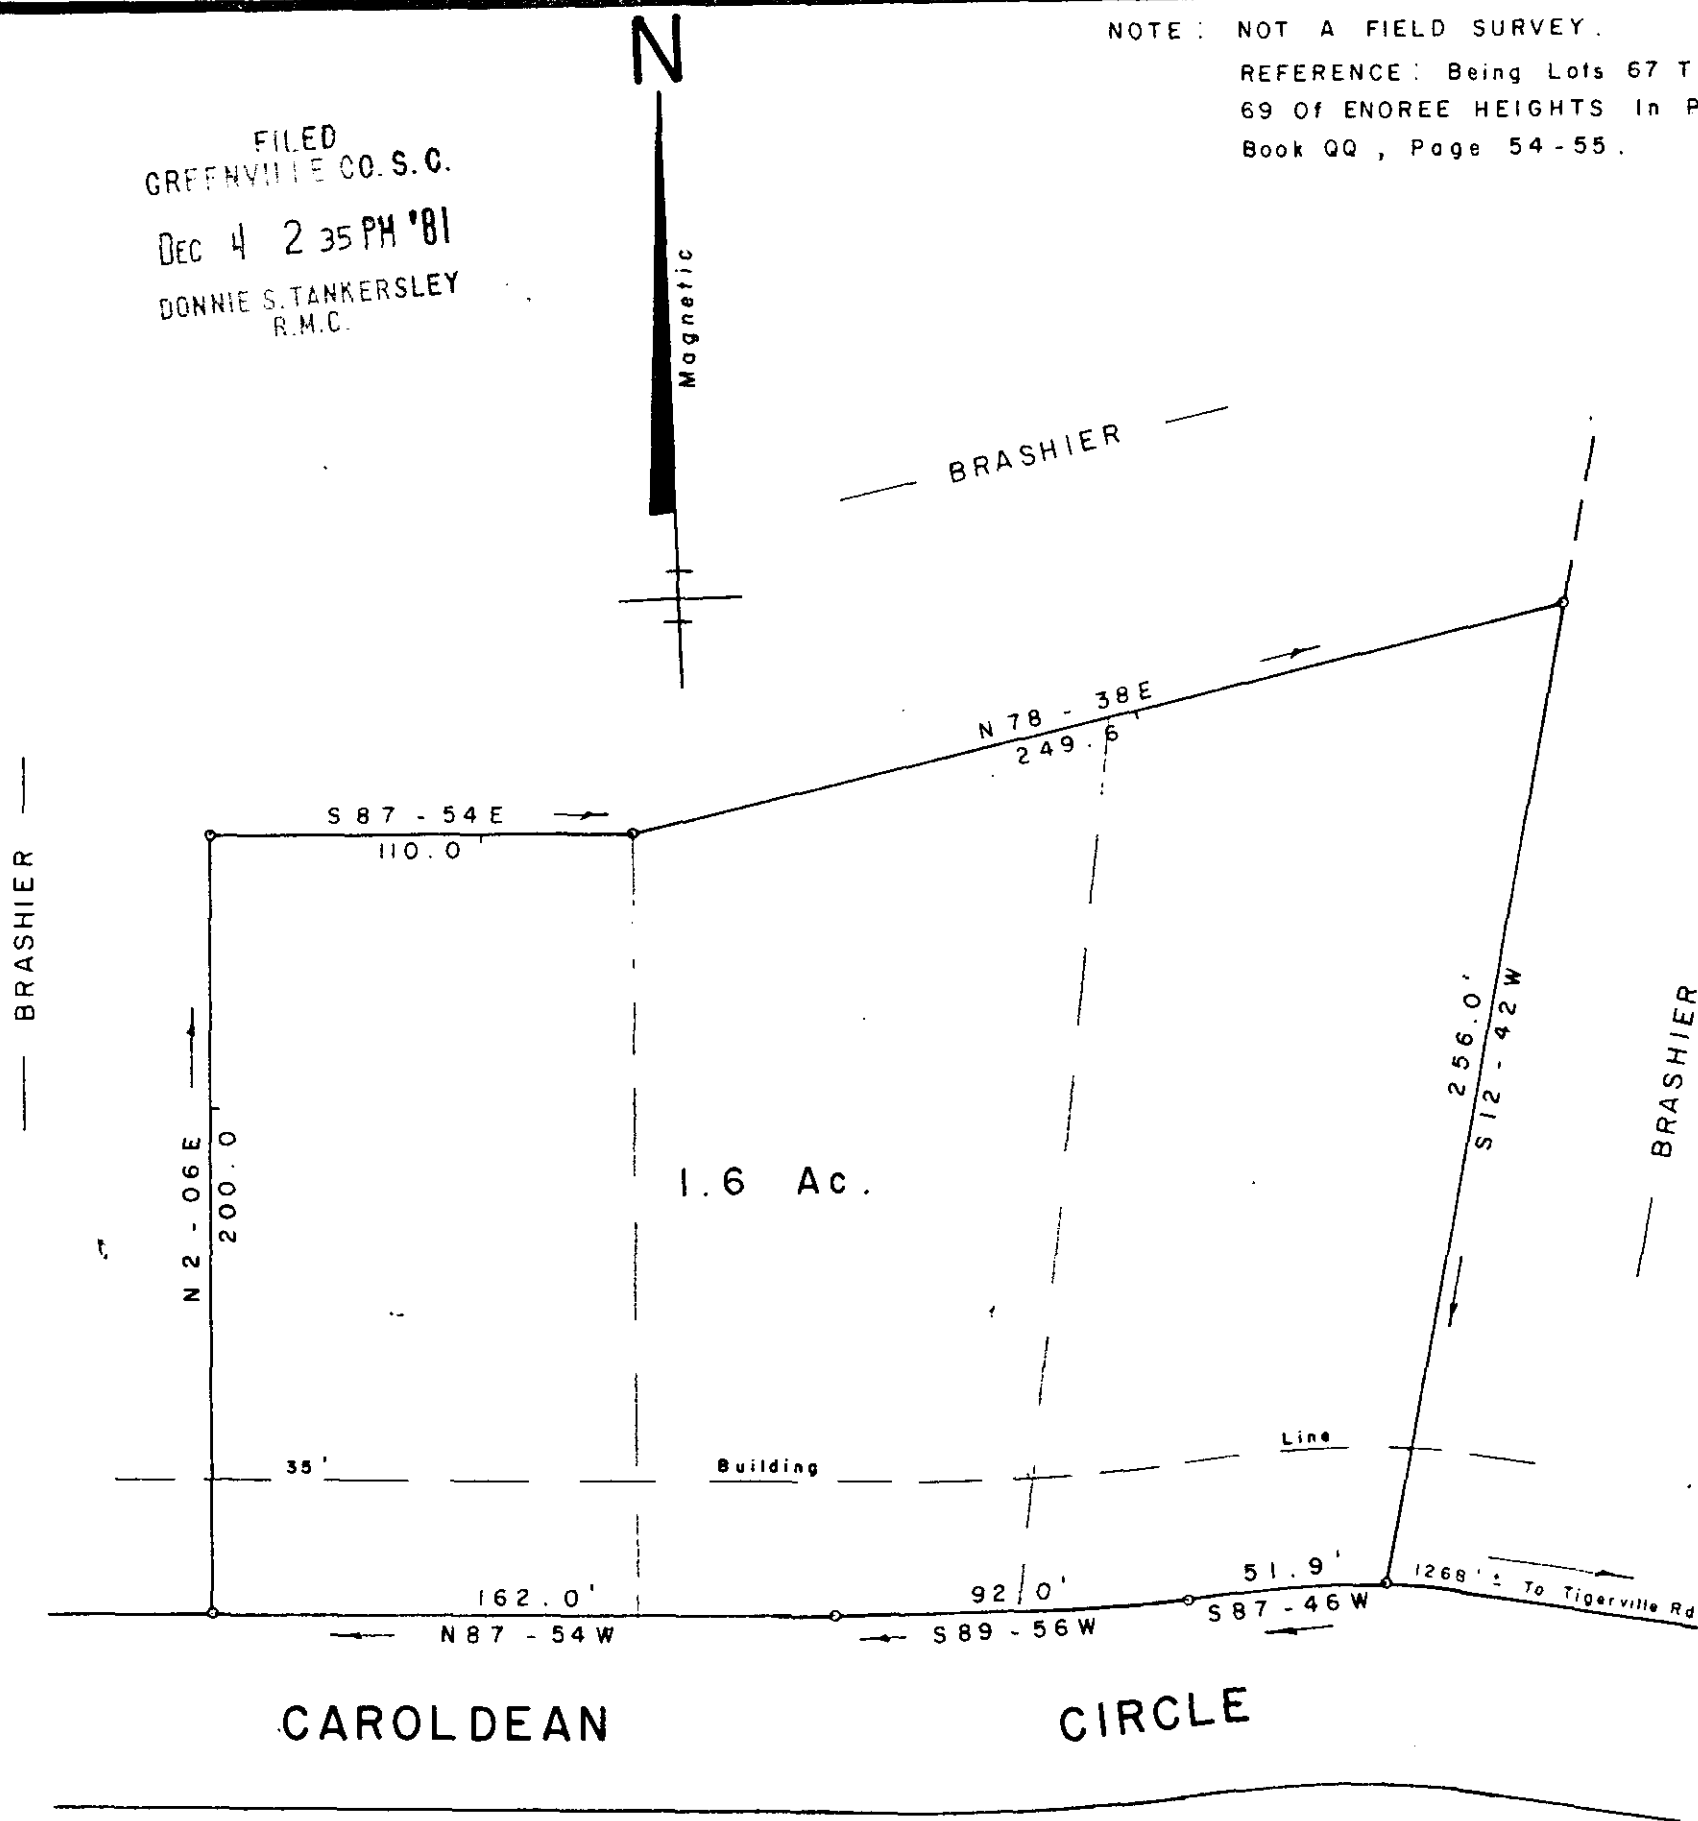 N
NOTE : NOT A FIELD SURVEY .
REFERENCE : Being Lots 67 T
69 Of ENOREE HEIGHTS In P
Book QQ , Page 54 - 55 .
FILED
GREENVILLE CO. S. C.
DEC 4 2 35 PM '81
DONNIE S. TANKERSLEY
R.M.C.
Magnetic
BRASHIER
N 78 - 38 E
249.6
S 87 - 54 E
110.0
BRASHIER
256.0'
S 12 - 42 W
BRASHIER
N 2 - 06 E
200.0
1.6 Ac.
35'
Building
Line
162.0'
N 87 - 54 W
92.0'
S 89 - 56 W
51.9'
S 87 - 46 W
1268' ± To Tigerville Rd
CAROLDEAN CIRCLE